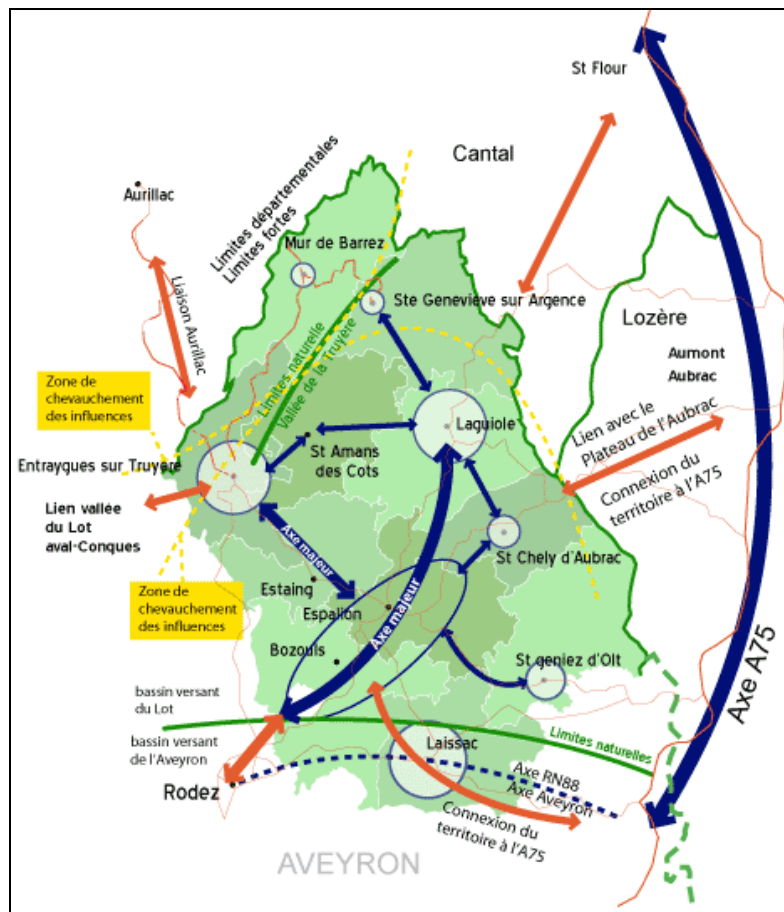 St Flour
Cantal
Aurillac
Limites départementales
Limites fortes
Mur de Barrez
Liaison Aurillac
Ste Geneviève sur Argence
Lozère
Limites naturelle
Vallée de la Truyère
Aumont
Aubrac
Zone de
chevauchement
des influences
Laguiole
Lien avec le
Plateau de l'Aubrac
St Amans
des Cots
Entraygues sur Truyère
Connexion du
territoire à l'A75
Lien vallée
du Lot
aval-Conques
St Chely d'Aubrac
Axe majeur
Estaing
Zone de
chevauchement
des influences
Espalion
Axe majeur
Bozouls
St geniez d'Olt
Axe A75
bassin versant
du Lot
Limites naturelles
bassin versant
de l'Aveyron
Laissac
Axe RN88
Axe Aveyron
Rodez
Connexion du
territoire à l'A75
AVEYRON